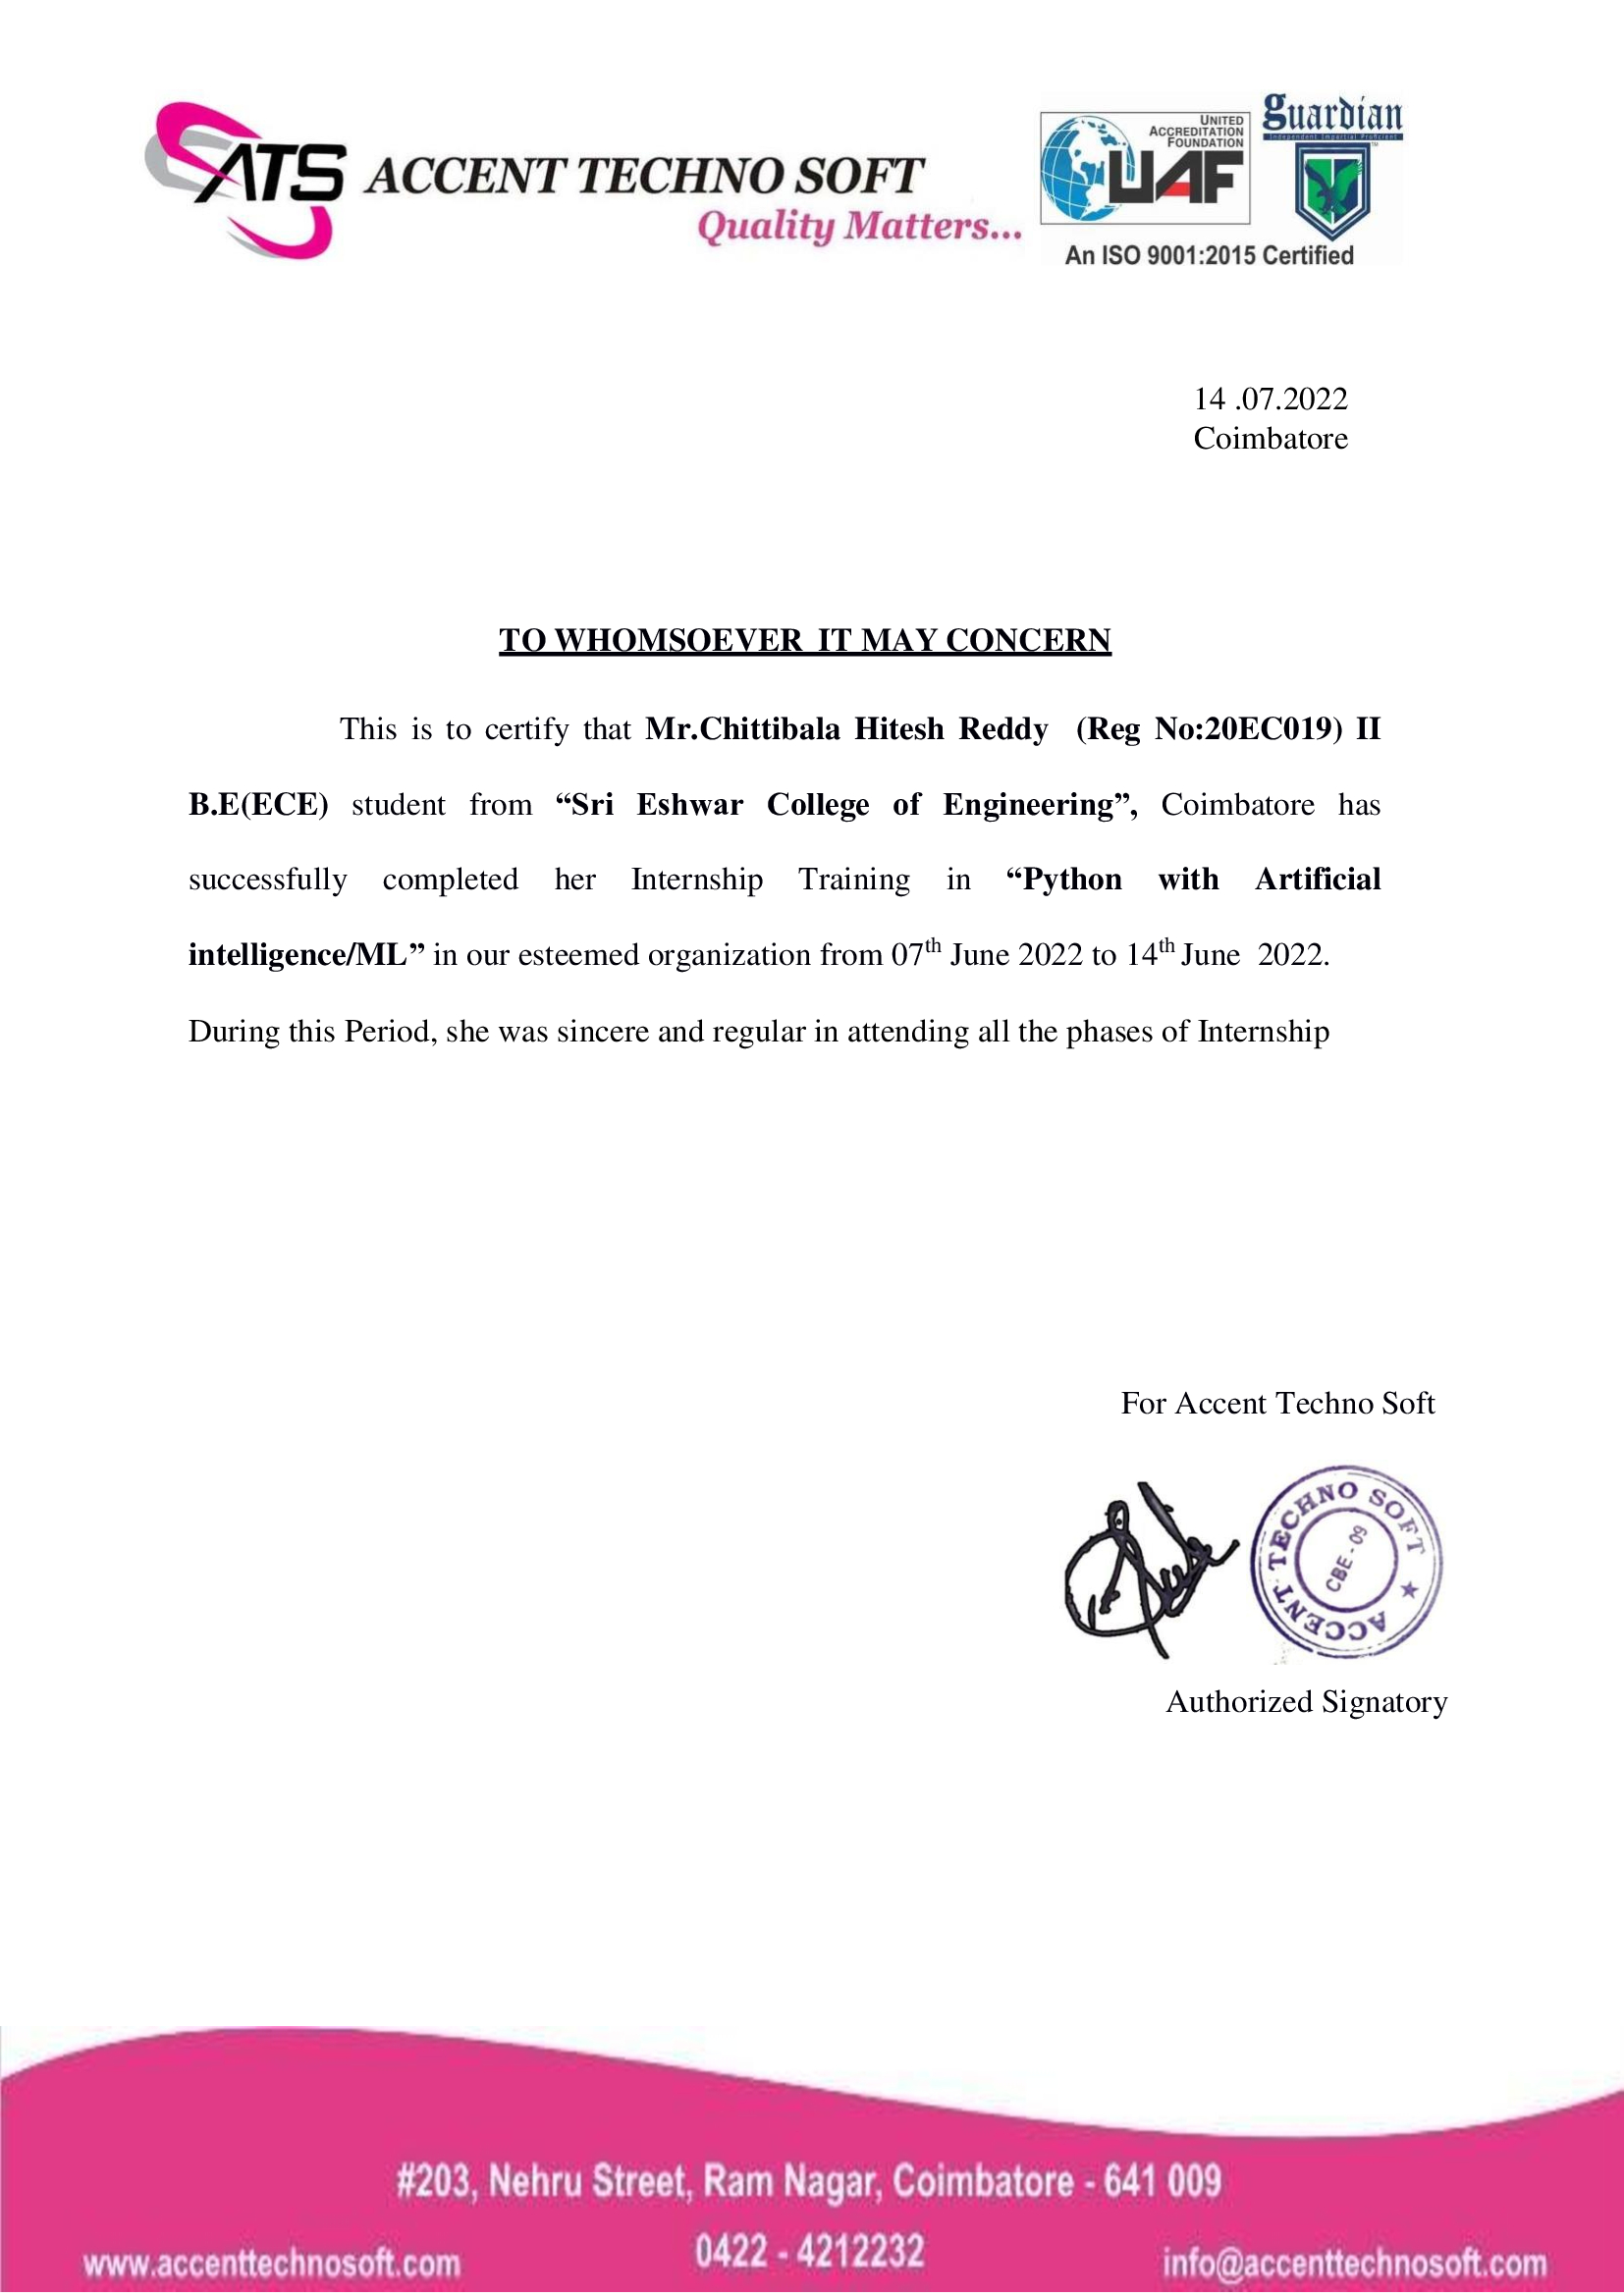 ATS ACCENT TECHNO SOFT
Quality Matters...
UNITED
ACCREDITATION
FOUNDATION
UAF
guardian
Independent Impartial Proficient
TM
An ISO 9001:2015 Certified
14 .07.2022
Coimbatore
TO WHOMSOEVER IT MAY CONCERN
This is to certify that Mr.Chittibala Hitesh Reddy (Reg No:20EC019) II
B.E(ECE) student from “Sri Eshwar College of Engineering”, Coimbatore has
successfully completed her Internship Training in “Python with Artificial
intelligence/ML” in our esteemed organization from 07th June 2022 to 14th June 2022.
During this Period, she was sincere and regular in attending all the phases of Internship
For Accent Techno Soft
ACCENT TECHNO SOFT ★
CBE - 09
Authorized Signatory
#203, Nehru Street, Ram Nagar, Coimbatore - 641 009
www.accenttechnosoft.com 0422 - 4212232 info@accenttechnosoft.com